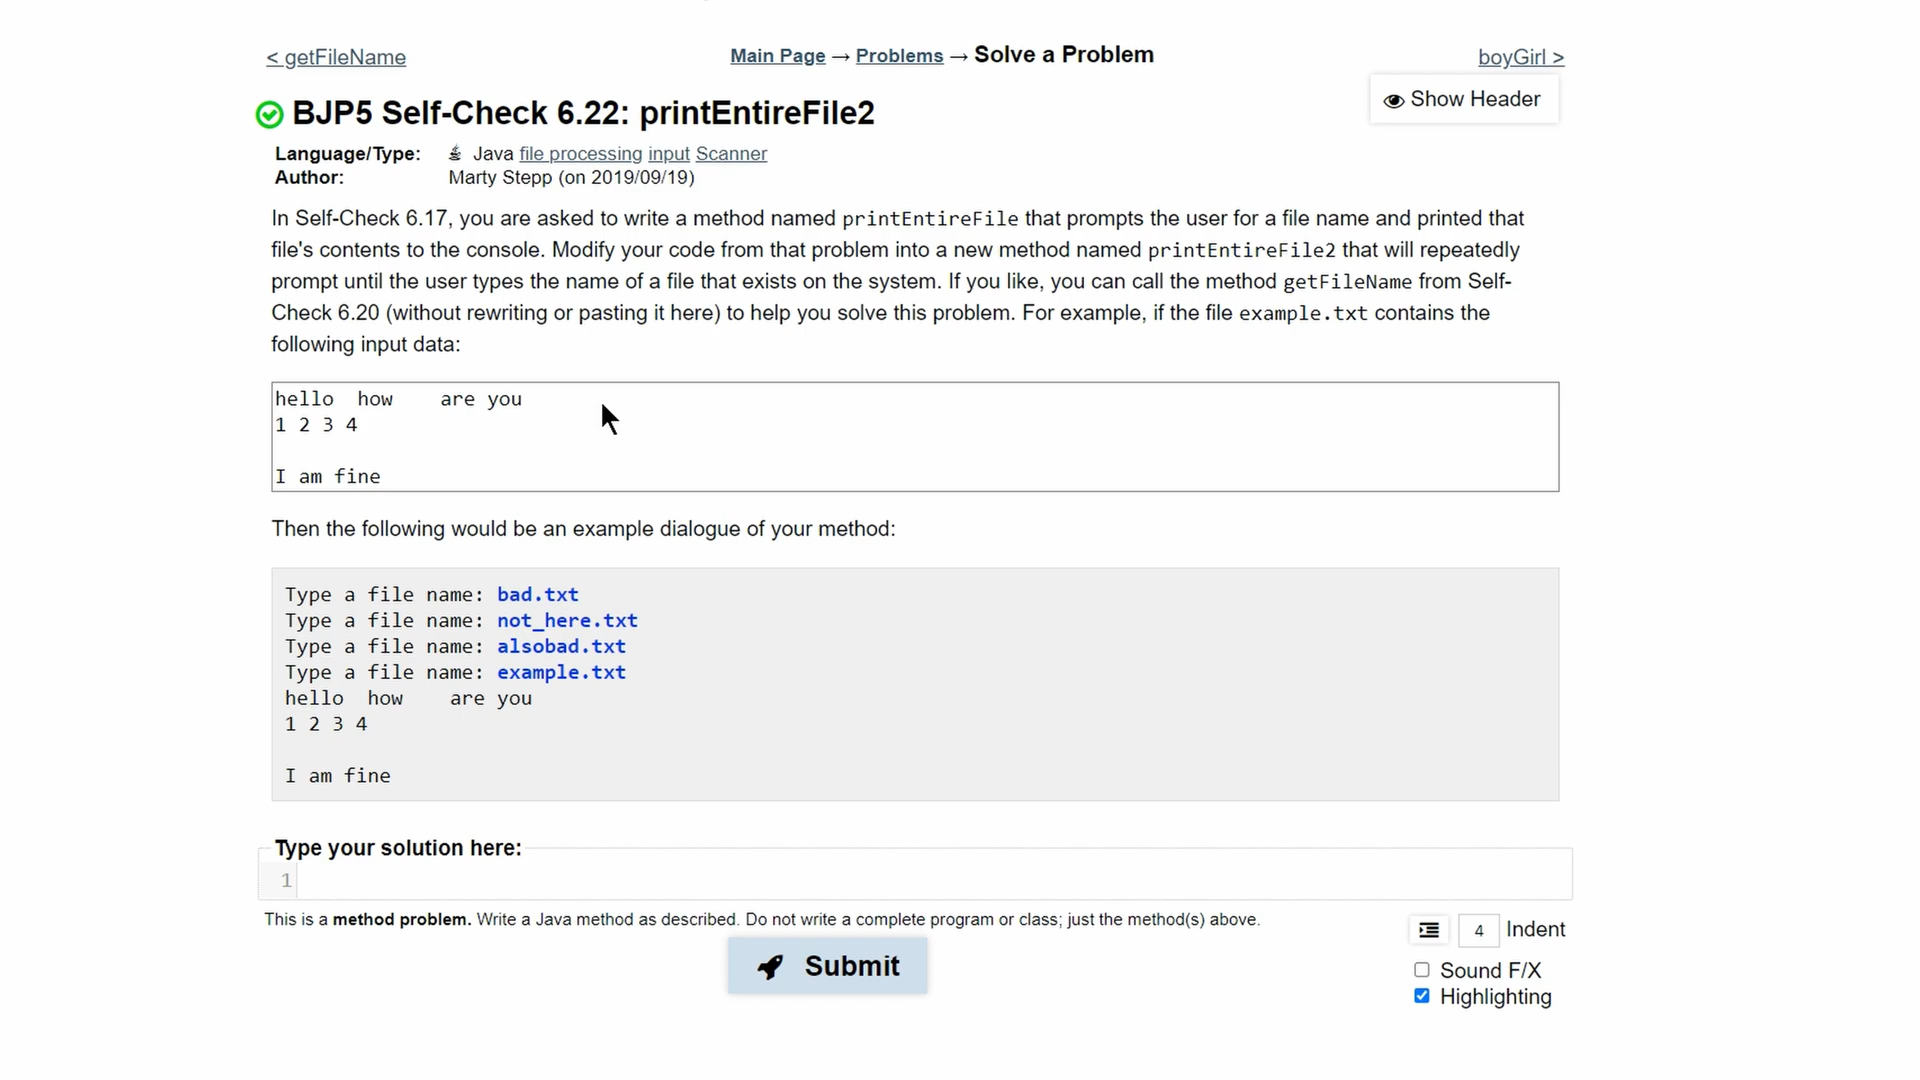 < getFileName
Main Page → Problems → Solve a Problem
boyGirl >
Show Header
BJP5 Self-Check 6.22: printEntireFile2
Language/Type: Java file processing input Scanner
Author: Marty Stepp (on 2019/09/19)
In Self-Check 6.17, you are asked to write a method named printEntireFile that prompts the user for a file name and printed that
file's contents to the console. Modify your code from that problem into a new method named printEntireFile2 that will repeatedly
prompt until the user types the name of a file that exists on the system. If you like, you can call the method getFileName from Self-
Check 6.20 (without rewriting or pasting it here) to help you solve this problem. For example, if the file example.txt contains the
following input data:
hello  how    are you
1 2 3 4
I am fine
Then the following would be an example dialogue of your method:
Type a file name: bad.txt
Type a file name: not_here.txt
Type a file name: alsobad.txt
Type a file name: example.txt
hello  how    are you
1 2 3 4
I am fine
Type your solution here:
1
This is a method problem. Write a Java method as described. Do not write a complete program or class; just the method(s) above.
4 Indent
Submit
Sound F/X
Highlighting